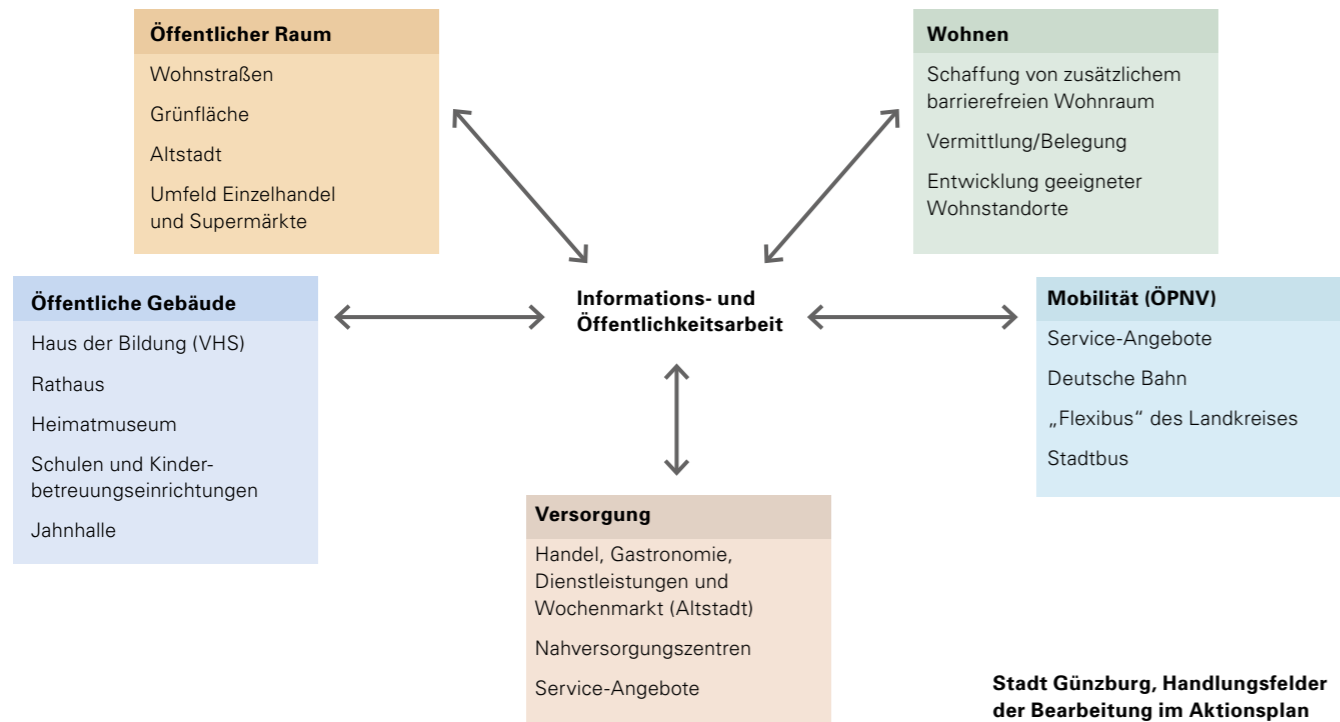 Öffentlicher Raum
Wohnstraßen
Grünfläche
Altstadt
Umfeld Einzelhandel
und Supermärkte
Wohnen
Schaffung von zusätzlichem
barrierefreien Wohnraum
Vermittlung/Belegung
Entwicklung geeigneter
Wohnstandorte
Öffentliche Gebäude
Haus der Bildung (VHS)
Rathaus
Heimatmuseum
Schulen und Kinder-
betreuungseinrichtungen
Jahnhalle
Informations- und
Öffentlichkeitsarbeit
Mobilität (ÖPNV)
Service-Angebote
Deutsche Bahn
„Flexibus“ des Landkreises
Stadtbus
Versorgung
Handel, Gastronomie,
Dienstleistungen und
Wochenmarkt (Altstadt)
Nahversorgungszentren
Service-Angebote
Stadt Günzburg, Handlungsfelder
der Bearbeitung im Aktionsplan